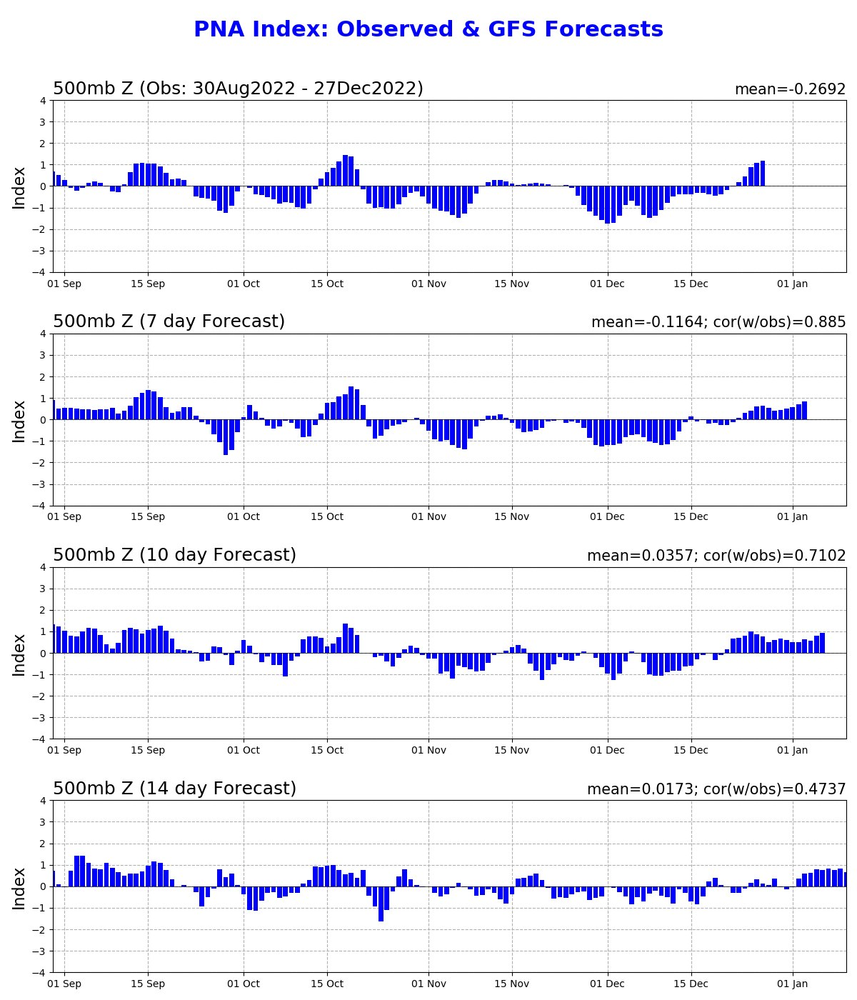 PNA Index: Observed & GFS Forecasts
500mb Z (Obs: 30Aug2022 - 27Dec2022) mean=-0.2692
4
3
2
1
0
−1
−2
−3
−4
Index
01 Sep 15 Sep 01 Oct 15 Oct 01 Nov 15 Nov 01 Dec 15 Dec 01 Jan
500mb Z (7 day Forecast) mean=-0.1164; cor(w/obs)=0.885
4
3
2
1
0
−1
−2
−3
−4
Index
01 Sep 15 Sep 01 Oct 15 Oct 01 Nov 15 Nov 01 Dec 15 Dec 01 Jan
500mb Z (10 day Forecast) mean=0.0357; cor(w/obs)=0.7102
4
3
2
1
0
−1
−2
−3
−4
Index
01 Sep 15 Sep 01 Oct 15 Oct 01 Nov 15 Nov 01 Dec 15 Dec 01 Jan
500mb Z (14 day Forecast) mean=0.0173; cor(w/obs)=0.4737
4
3
2
1
0
−1
−2
−3
−4
Index
01 Sep 15 Sep 01 Oct 15 Oct 01 Nov 15 Nov 01 Dec 15 Dec 01 Jan